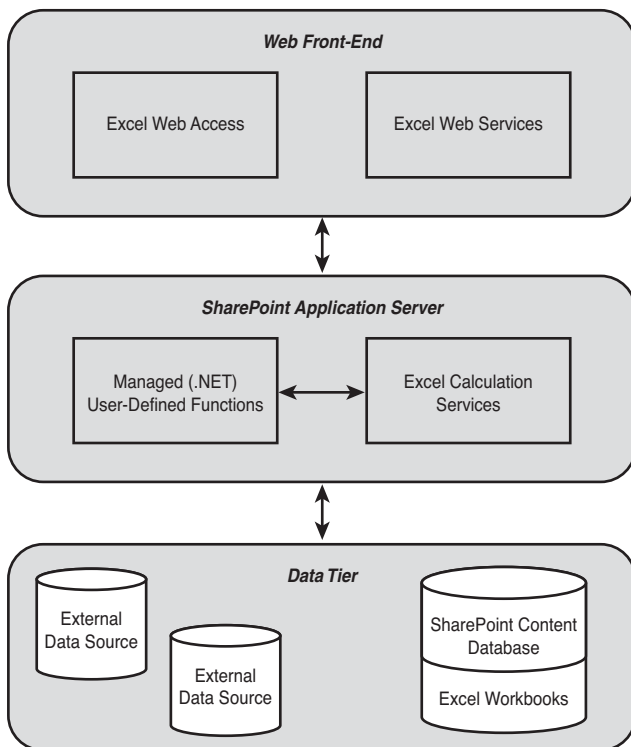 Web Front-End
Excel Web Access
Excel Web Services
SharePoint Application Server
Managed (.NET)
User-Defined Functions
Excel Calculation
Services
Data Tier
External
Data Source
External
Data Source
SharePoint Content
Database
Excel Workbooks